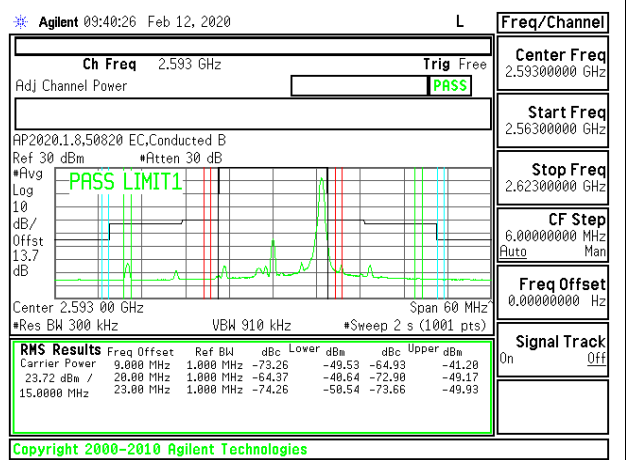 Agilent 09:40:26 Feb 12, 2020 L
Freq/Channel
Ch Freq 2.593 GHz Trig Free
Adj Channel Power PASS
AP2020.1.8,50820 EC,Conducted B
Ref 30 dBm #Atten 30 dB
#Avg
Log
10
dB/
Offst
13.7
dB
PASS LIMIT1
Center 2.593 00 GHz Span 60 MHz^
#Res BW 300 kHz VBW 910 kHz #Sweep 2 s (1001 pts)
RMS Results Freq Offset Ref BW dBc Lower dBm dBc Upper dBm
Carrier Power 9.000 MHz 1.000 MHz -73.26 -49.53 -64.93 -41.20
23.72 dBm / 20.00 MHz 1.000 MHz -64.37 -40.64 -72.90 -49.17
15.0000 MHz 23.00 MHz 1.000 MHz -74.26 -50.54 -73.66 -49.93
Center Freq
2.59300000 GHz
Start Freq
2.56300000 GHz
Stop Freq
2.62300000 GHz
CF Step
6.00000000 MHz
Auto Man
Freq Offset
0.00000000 Hz
Signal Track
On Off
Copyright 2000-2010 Agilent Technologies